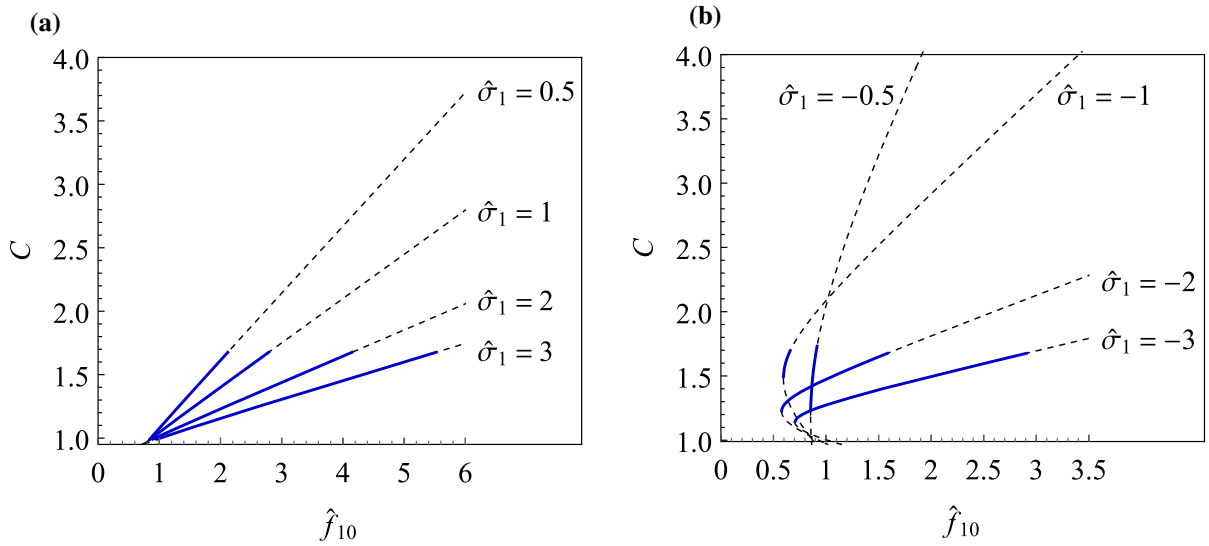 (a)
4.0
3.5
3.0
2.5
2.0
1.5
1.0
C
0 1 2 3 4 5 6
f̂₁₀
σ̂₁ = 0.5
σ̂₁ = 1
σ̂₁ = 2
σ̂₁ = 3
(b)
4.0
3.5
3.0
2.5
2.0
1.5
1.0
C
0 0.5 1 1.5 2 2.5 3 3.5
f̂₁₀
σ̂₁ = −0.5
σ̂₁ = −1
σ̂₁ = −2
σ̂₁ = −3